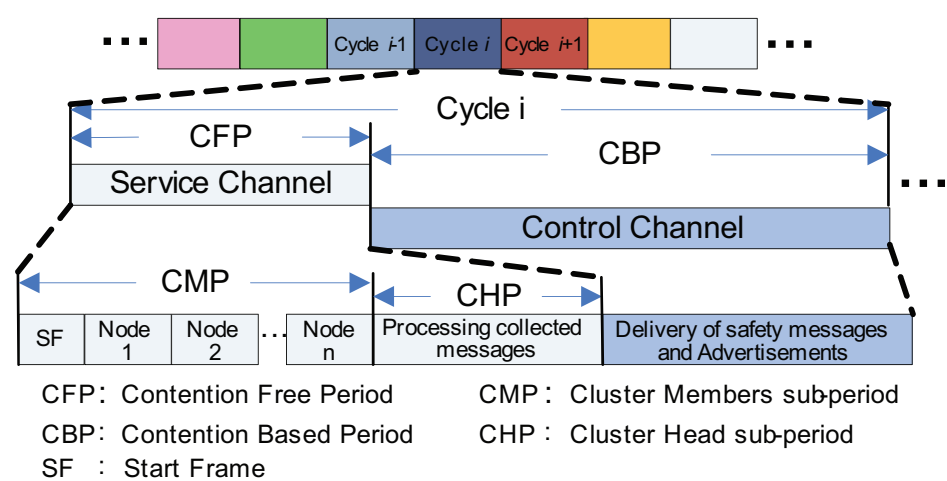 ... Cycle i-1 Cycle i Cycle i+1 ...
Cycle i
CFP
CBP
Service Channel ...
Control Channel
CMP
CHP
SF Node 1 Node 2 ... Node n Processing collected messages Delivery of safety messages and Advertisements
CFP: Contention Free Period CMP: Cluster Members sub-period
CBP: Contention Based Period CHP : Cluster Head sub-period
SF : Start Frame